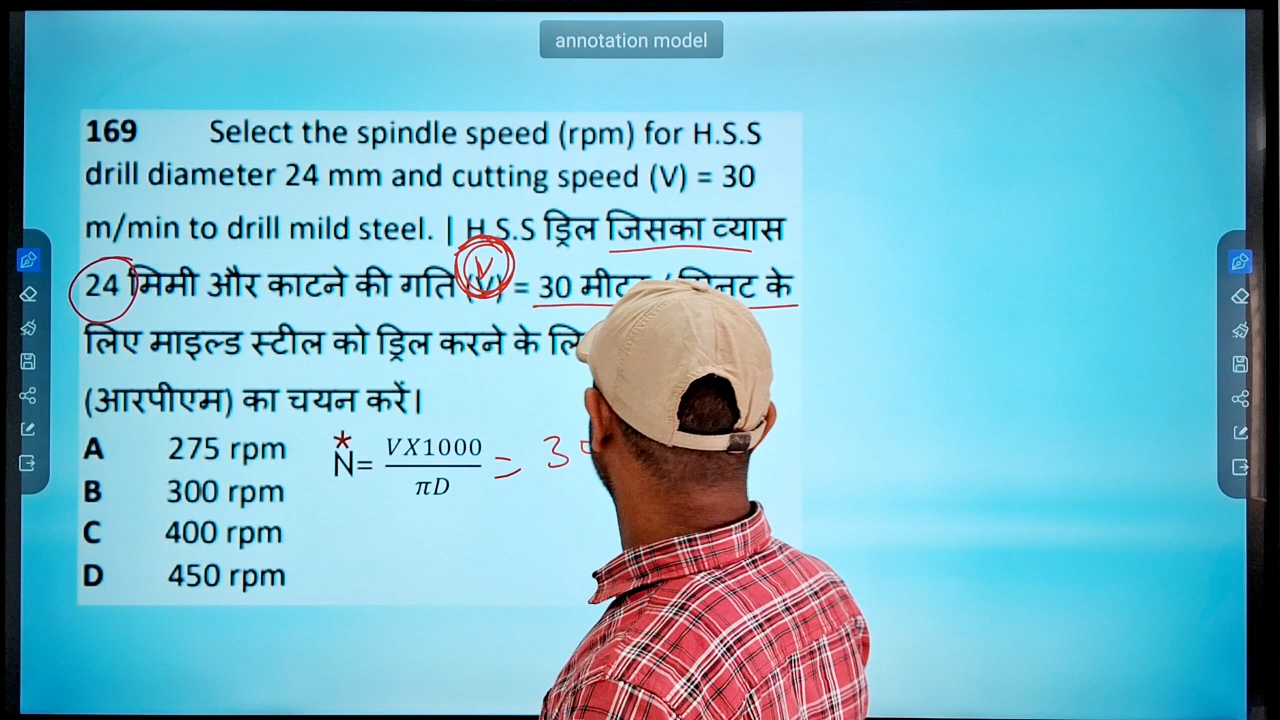 annotation model
169 Select the spindle speed (rpm) for H.S.S
drill diameter 24 mm and cutting speed (V) = 30
m/min to drill mild steel. | H.S.S ड्रिल जिसका व्यास
24 मिमी और काटने की गति (V) = 30
लिए माइल्ड स्टील को ड्रिल करने के
(आरपीएम) का चयन करें।
A 275 rpm
B 300 rpm
C 400 rpm
D 450 rpm
* N= VX1000 / πD = 30